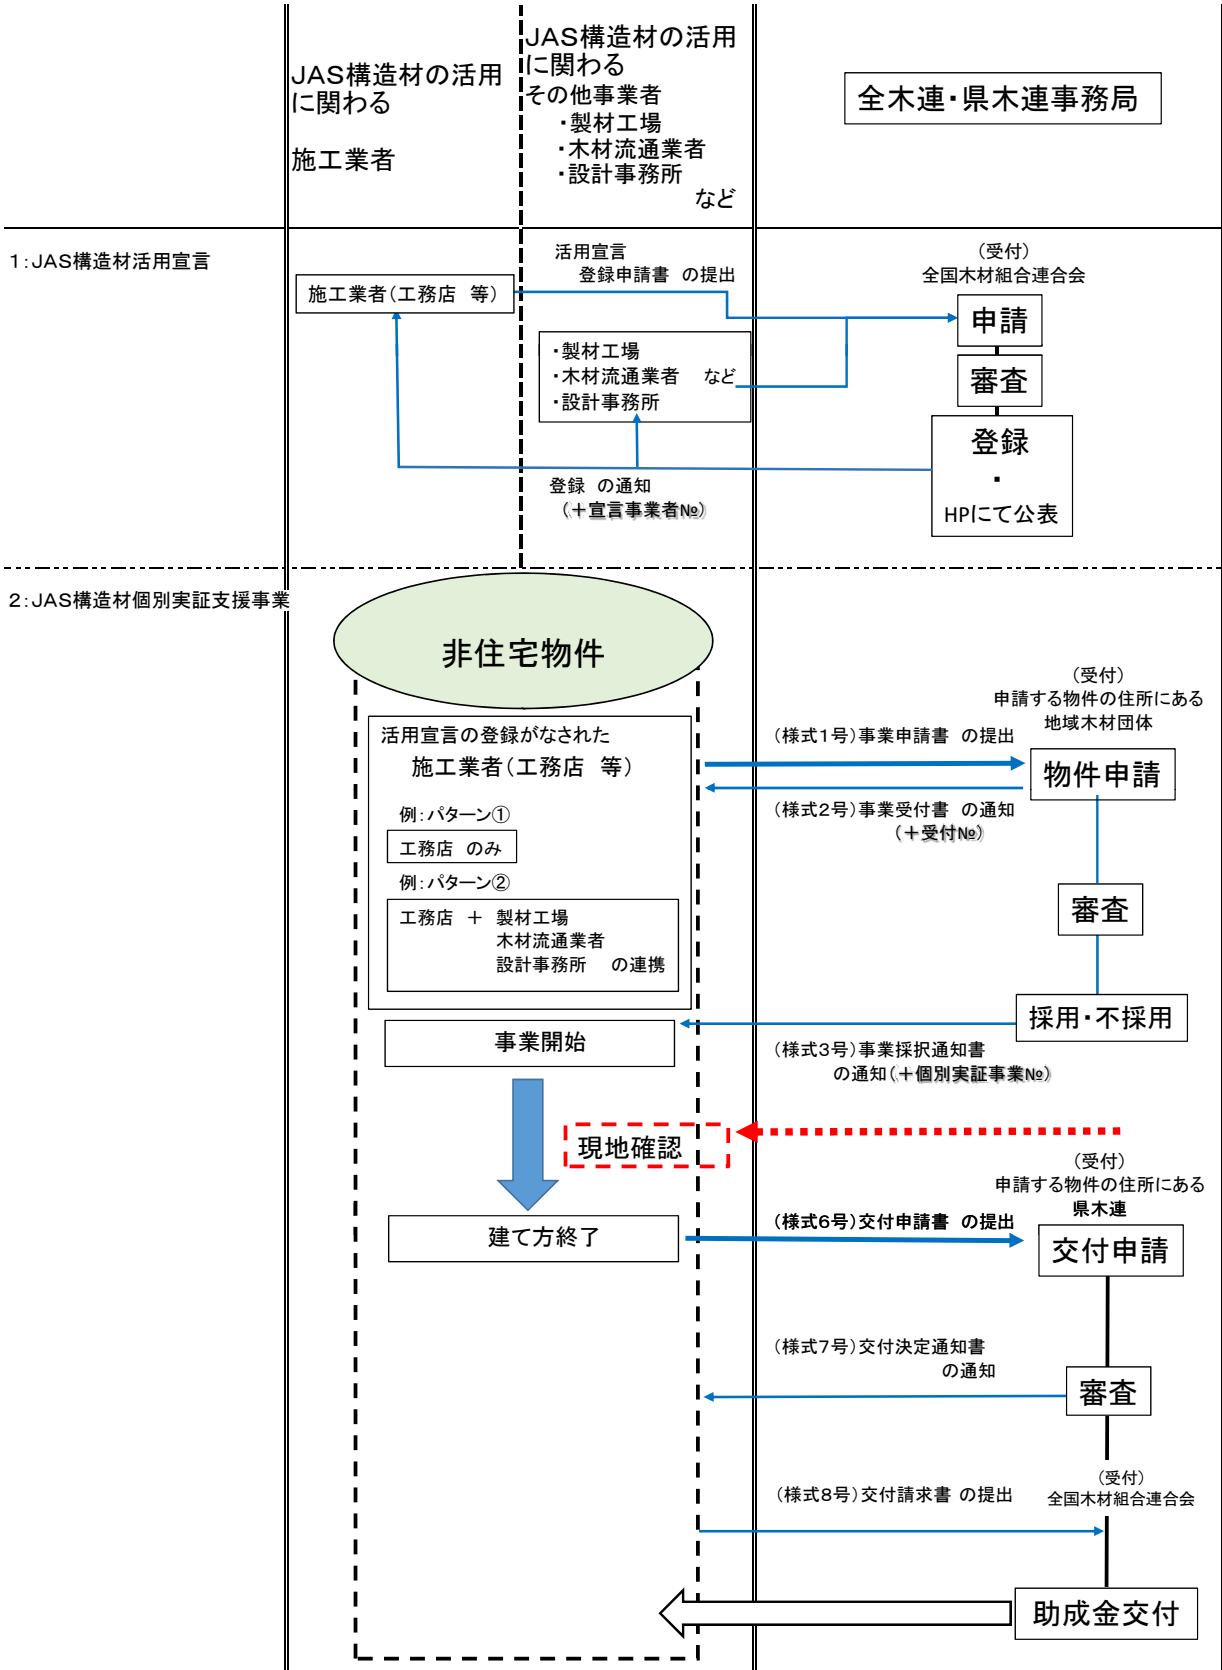 JAS構造材の活用
に関わる
施工業者
JAS構造材の活用
に関わる
その他事業者
・製材工場
・木材流通業者
・設計事務所
など
全木連・県木連事務局
1:JAS構造材活用宣言
施工業者(工務店 等)
活用宣言
登録申請書 の提出
・製材工場
・木材流通業者 など
・設計事務所
(受付)
全国木材組合連合会
申請
審査
登録
・
HPにて公表
登録 の通知
(+宣言事業者№)
2:JAS構造材個別実証支援事業
非住宅物件
活用宣言の登録がなされた
施工業者(工務店 等)
例:パターン①
工務店 のみ
例:パターン②
工務店 + 製材工場
木材流通業者
設計事務所 の連携
(様式1号)事業申請書 の提出
(受付)
申請する物件の住所にある
地域木材団体
物件申請
(様式2号)事業受付書 の通知
(+受付№)
審査
採用・不採用
事業開始
(様式3号)事業採択通知書
の通知(+個別実証事業№)
現地確認
(受付)
申請する物件の住所にある
県木連
建て方終了
(様式6号)交付申請書 の提出
交付申請
(様式7号)交付決定通知書
の通知
審査
(様式8号)交付請求書 の提出
(受付)
全国木材組合連合会
助成金交付